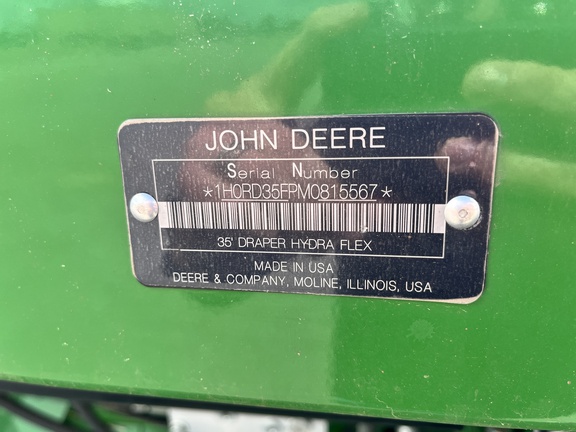 JOHN DEERE
Serial Number
*1H0RD35FPM0815567*
35' DRAPER HYDRA FLEX
MADE IN USA
DEERE & COMPANY, MOLINE, ILLINOIS, USA